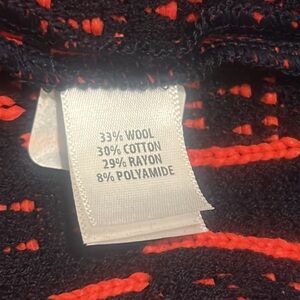 33% WOOL
30% COTTON
29% RAYON
8% POLYAMIDE